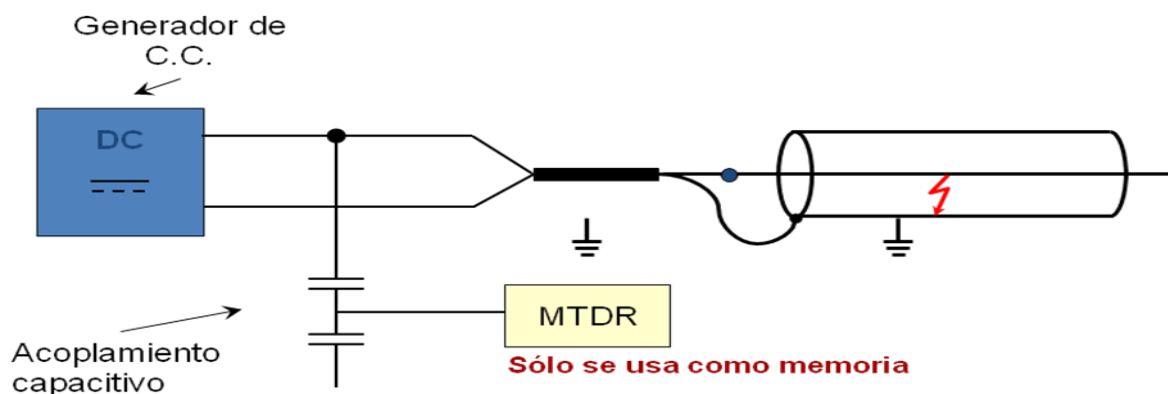 Generador de
C.C.
DC
MTDR
Acoplamiento
capacitivo
Sólo se usa como memoria